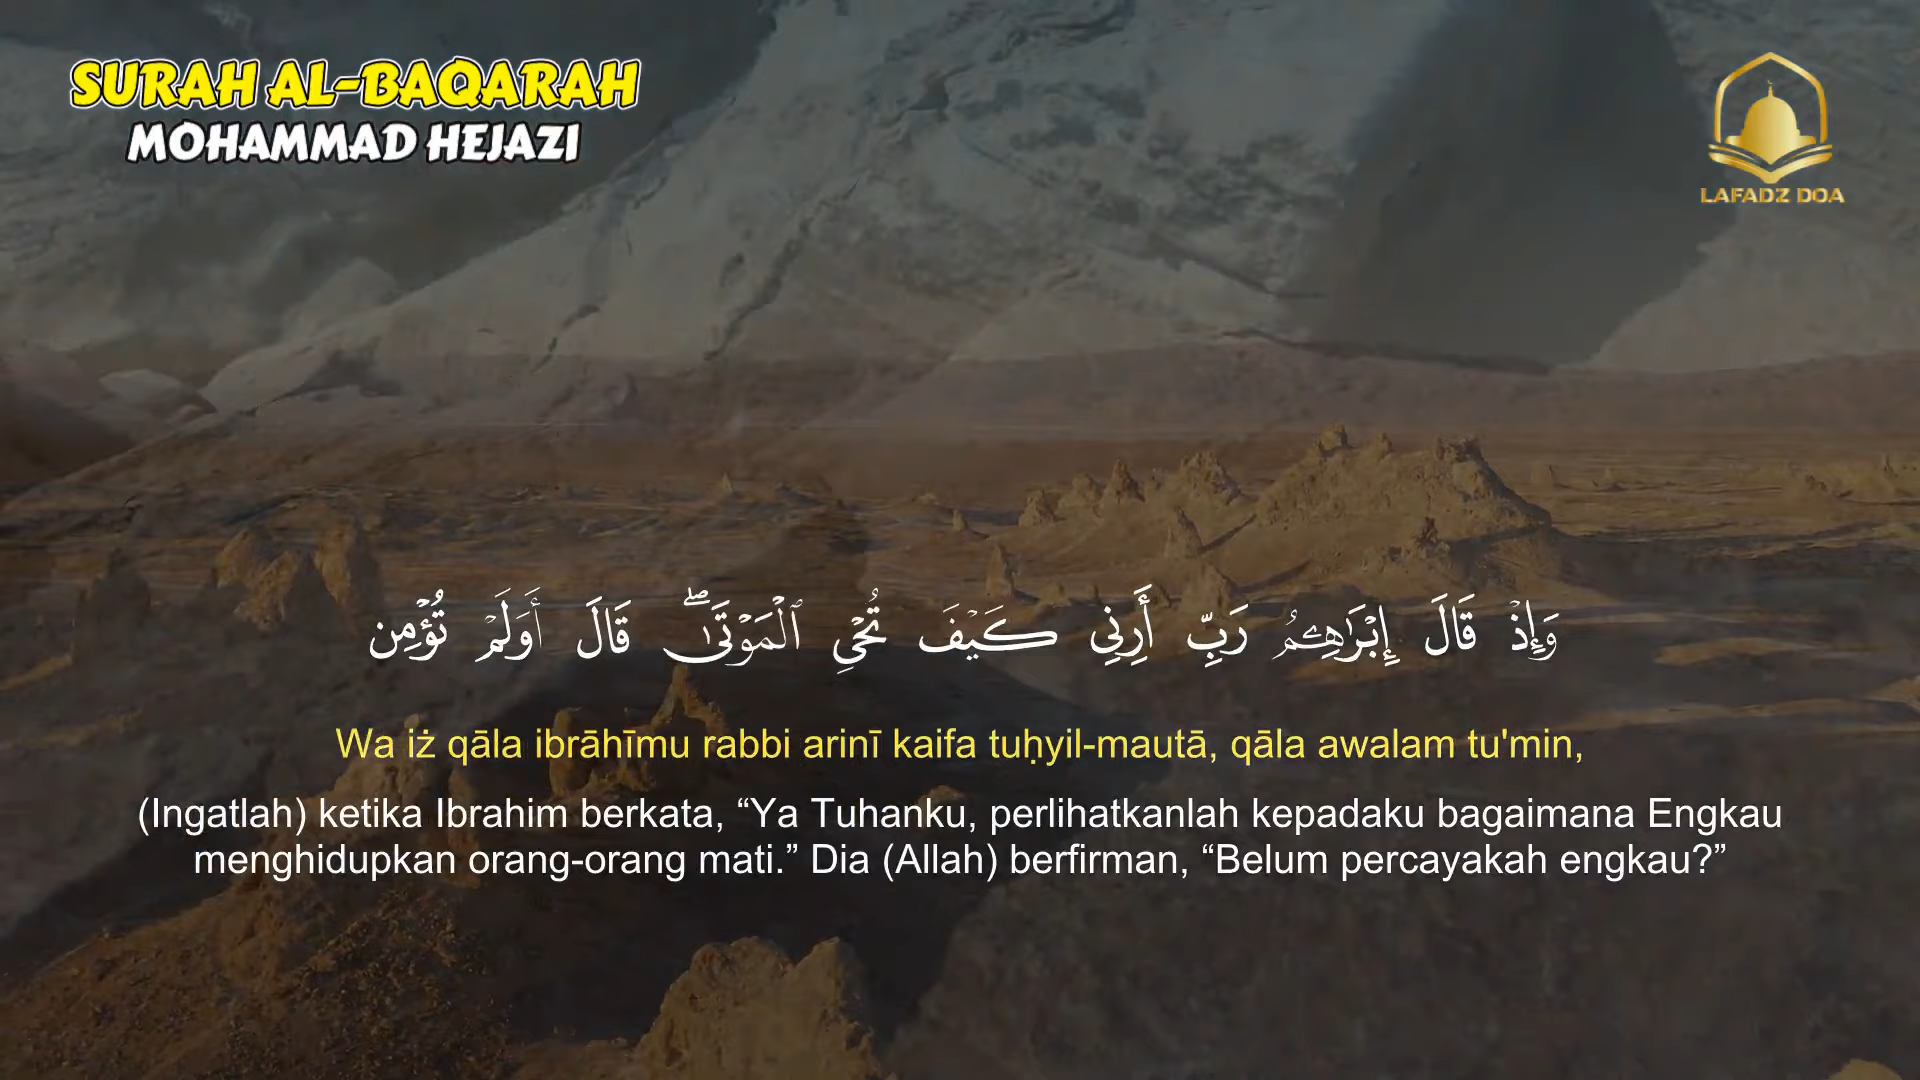 SURAH AL-BAQARAH
MOHAMMAD HEJAZI
LAFADZ DOA
وَإِذْ قَالَ إِبْرَٰهِـۧمُ رَبِّ أَرِنِي كَيْفَ تُحْيِ ٱلْمَوْتَىٰۖ قَالَ أَوَلَمْ تُؤْمِن
Wa iż qāla ibrāhīmu rabbi arinī kaifa tuḥyil-mautā, qāla awalam tu'min,
(Ingatlah) ketika Ibrahim berkata, “Ya Tuhanku, perlihatkanlah kepadaku bagaimana Engkau
menghidupkan orang-orang mati.” Dia (Allah) berfirman, “Belum percayakah engkau?”